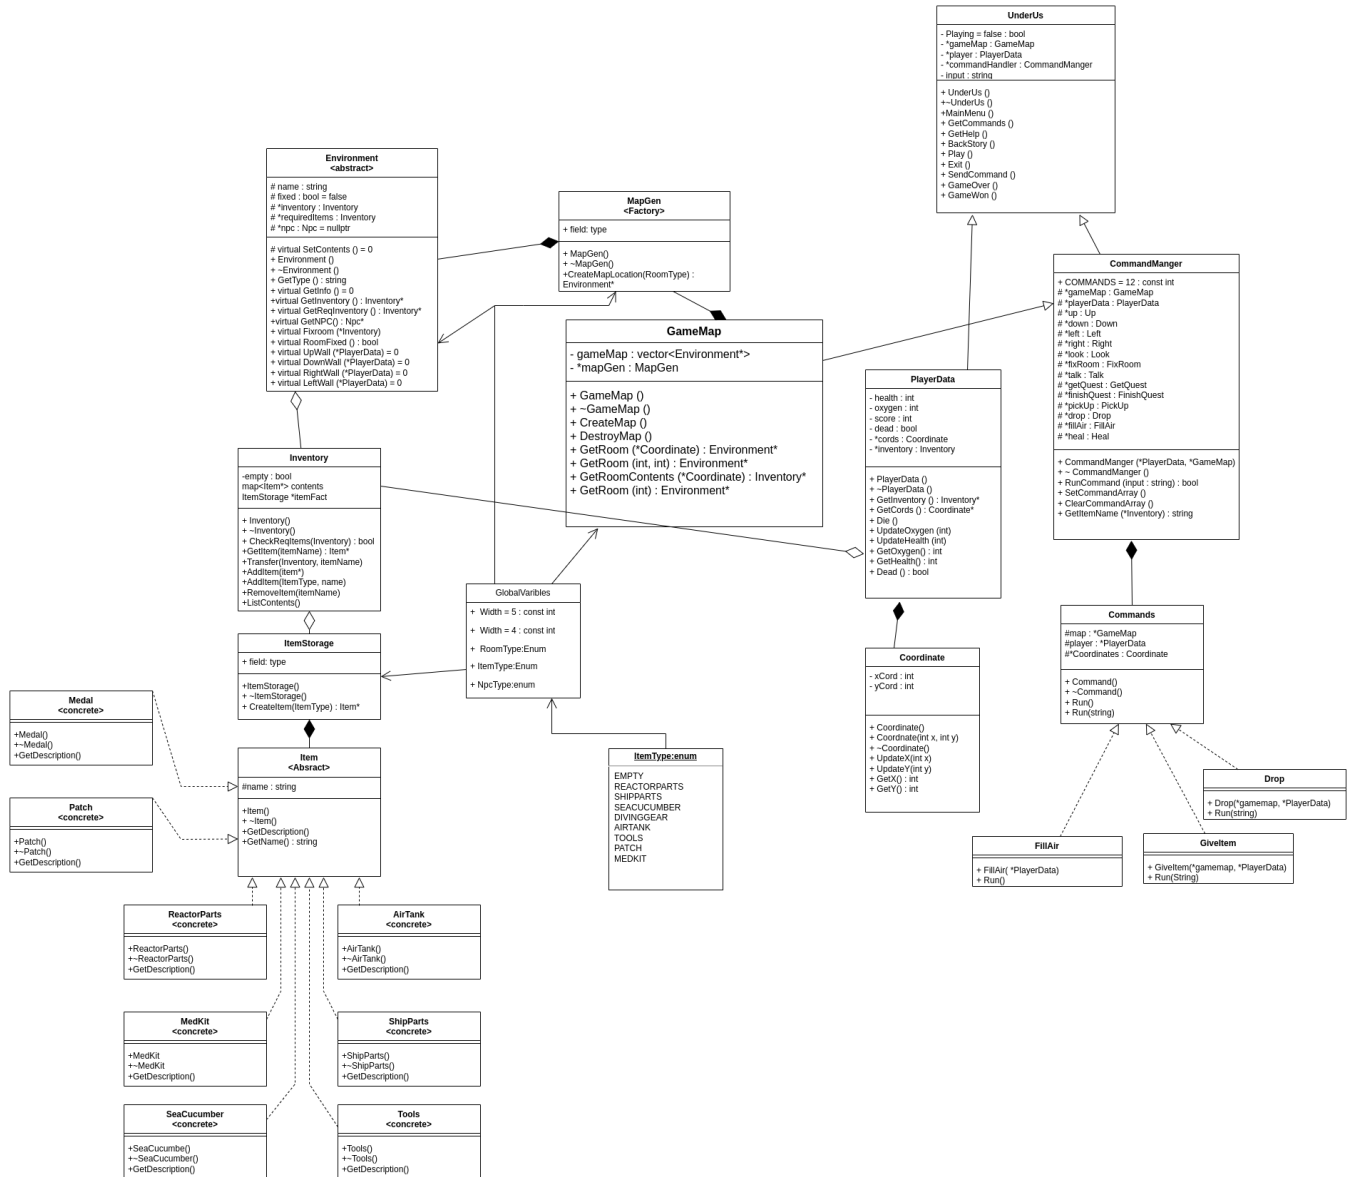 UnderUs
- Playing = false : bool
- *gameMap : GameMap
- *player : PlayerData
- *commandHandler : CommandManger
- input : string
+ UnderUs ()
+~UnderUs ()
+MainMenu ()
+ GetCommands ()
+ GetHelp ()
+ BackStory ()
+ Play ()
+ Exit ()
+ SendCommand ()
+ GameOver ()
+ GameWon ()
Environment
<abstract>
# name : string
# fixed : bool = false
# *inventory : Inventory
# *requiredItems : Inventory
# *npc : Npc = nullptr
# virtual SetContents () = 0
+ Environment ()
+ ~Environment ()
+ GetType () : string
+ virtual GetInfo () = 0
+virtual GetInventory () : Inventory*
+ virtual GetReqInventory () : Inventory*
+virtual GetNPC() : Npc*
+ virtual Fixroom (*Inventory)
+ virtual RoomFixed () : bool
+ virtual UpWall (*PlayerData) = 0
+ virtual DownWall (*PlayerData) = 0
+ virtual RightWall (*PlayerData) = 0
+ virtual LeftWall (*PlayerData) = 0
MapGen
<Factory>
+ field: type
+ MapGen()
+ ~MapGen()
+CreateMapLocation(RoomType) :
Environment*
CommandManger
+ COMMANDS = 12 : const int
# *gameMap : GameMap
# *playerData : PlayerData
# *up : Up
# *down : Down
# *left : Left
# *right : Right
# *look : Look
# *fixRoom : FixRoom
# *talk : Talk
# *getQuest : GetQuest
# *finishQuest : FinishQuest
# *pickUp : PickUp
# *drop : Drop
# *fillAir : FillAir
# *heal : Heal
+ CommandManger (*PlayerData, *GameMap)
+ ~ CommandManger ()
+ RunCommand (input : string) : bool
+ SetCommandArray ()
+ ClearCommandArray ()
+ GetItemName (*Inventory) : string
GameMap
- gameMap : vector<Environment*>
- *mapGen : MapGen
+ GameMap ()
+ ~GameMap ()
+ CreateMap ()
+ DestroyMap ()
+ GetRoom (*Coordinate) : Environment*
+ GetRoom (int, int) : Environment*
+ GetRoomContents (*Coordinate) : Inventory*
+ GetRoom (int) : Environment*
PlayerData
- health : int
- oxygen : int
- score : int
- dead : bool
- *cords : Coordinate
- *inventory : Inventory
+ PlayerData ()
+ ~PlayerData ()
+ GetInventory () : Inventory*
+ GetCords () : Coordinate*
+ Die ()
+ UpdateOxygen (int)
+ UpdateHealth (int)
+ GetOxygen() : int
+ GetHealth() : int
+ Dead () : bool
Inventory
-empty : bool
map<Item*> contents
ItemStorage *itemFact
+ Inventory()
+ ~Inventory()
+ CheckReqItems(Inventory) : bool
+GetItem(itemName) : Item*
+Transfer(Inventory, itemName)
+AddItem(item*)
+AddItem(ItemType, name)
+RemoveItem(itemName)
+ListContents()
GlobalVaribles
+ Width = 5 : const int
+ Width = 4 : const int
+ RoomType:Enum
+ ItemType:Enum
+ NpcType:enum
Commands
#map : *GameMap
#player : *PlayerData
#*Coordinates : Coordinate
+ Command()
+ ~Command()
+ Run()
+ Run(string)
ItemStorage
+ field: type
+ItemStorage()
+ ~ItemStorage()
+ CreateItem(ItemType) : Item*
Coordinate
- xCord : int
- yCord : int
+ Coordinate()
+ Coordnate(int x, int y)
+ ~Coordinate()
+ UpdateX(int x)
+ UpdateY(int y)
+ GetX() : int
+ GetY() : int
Medal
<concrete>
+Medal()
+~Medal()
+GetDescription()
Item
<Absract>
#name : string
+Item()
+ ~Item()
+GetDescription()
+GetName() : string
ItemType:enum
EMPTY
REACTORPARTS
SHIPPARTS
SEACUCUMBER
DIVINGGEAR
AIRTANK
TOOLS
PATCH
MEDKIT
Drop
+ Drop(*gamemap, *PlayerData)
+ Run(string)
Patch
<concrete>
+Patch()
+~Patch()
+GetDescription()
FillAir
+ FillAir( *PlayerData)
+ Run()
GiveItem
+ GiveItem(*gamemap, *PlayerData)
+ Run(String)
ReactorParts
<concrete>
+ReactorParts()
+~ReactorParts()
+GetDescription()
AirTank
<concrete>
+AirTank()
+~AirTank()
+GetDescription()
MedKit
<concrete>
+MedKit
+~MedKit
+GetDescription()
ShipParts
<concrete>
+ShipParts()
+~ShipParts()
+GetDescription()
SeaCucumber
<concrete>
+SeaCucumbe()
+~SeaCucumber()
+GetDescription()
Tools
<concrete>
+Tools()
+~Tools()
+GetDescription()